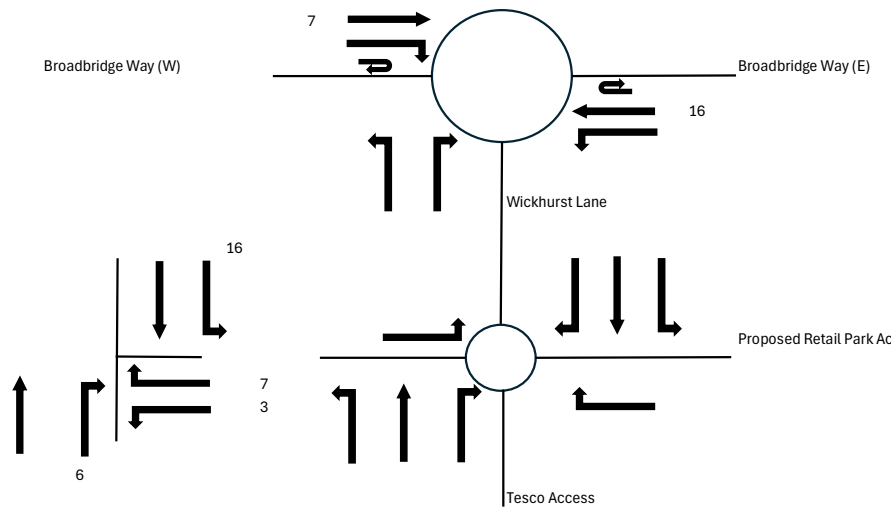 7
Broadbridge Way (W)
Broadbridge Way (E)
16
Wickhurst Lane
16
Proposed Retail Park Ac
7
3
6
Tesco Access